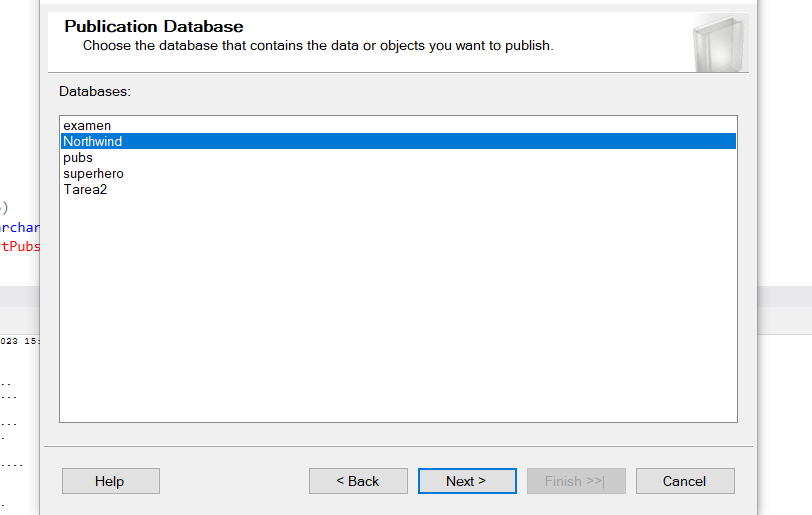 Publication Database
Choose the database that contains the data or objects you want to publish.
Databases:
examen
Northwind
pubs
superhero
Tarea2
)
archar
tPubs
023 15:
..
...
...
.
....
.
Help
< Back
Next >
Finish >>|
Cancel